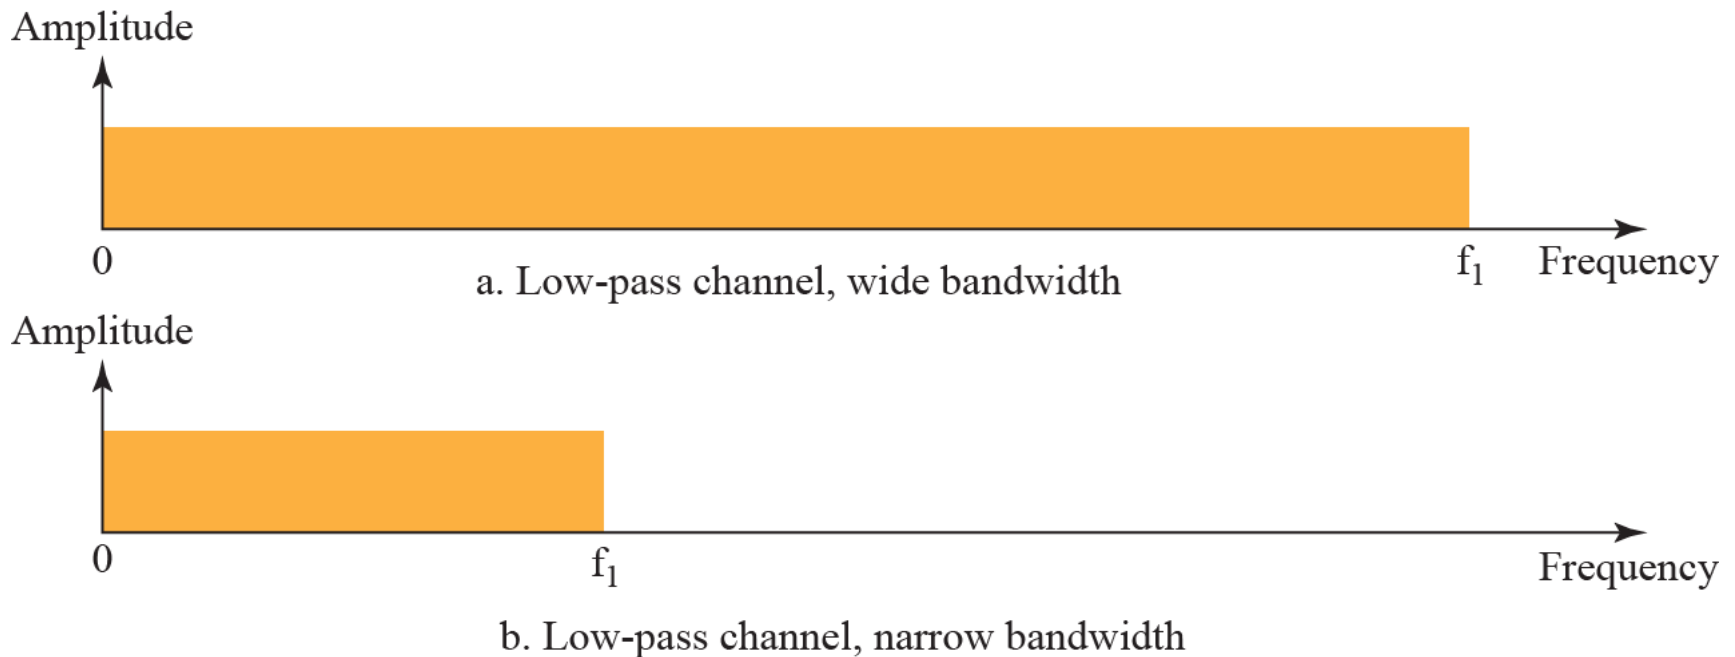 Amplitude
0
f₁
Frequency
a. Low-pass channel, wide bandwidth
Amplitude
0
f₁
Frequency
b. Low-pass channel, narrow bandwidth